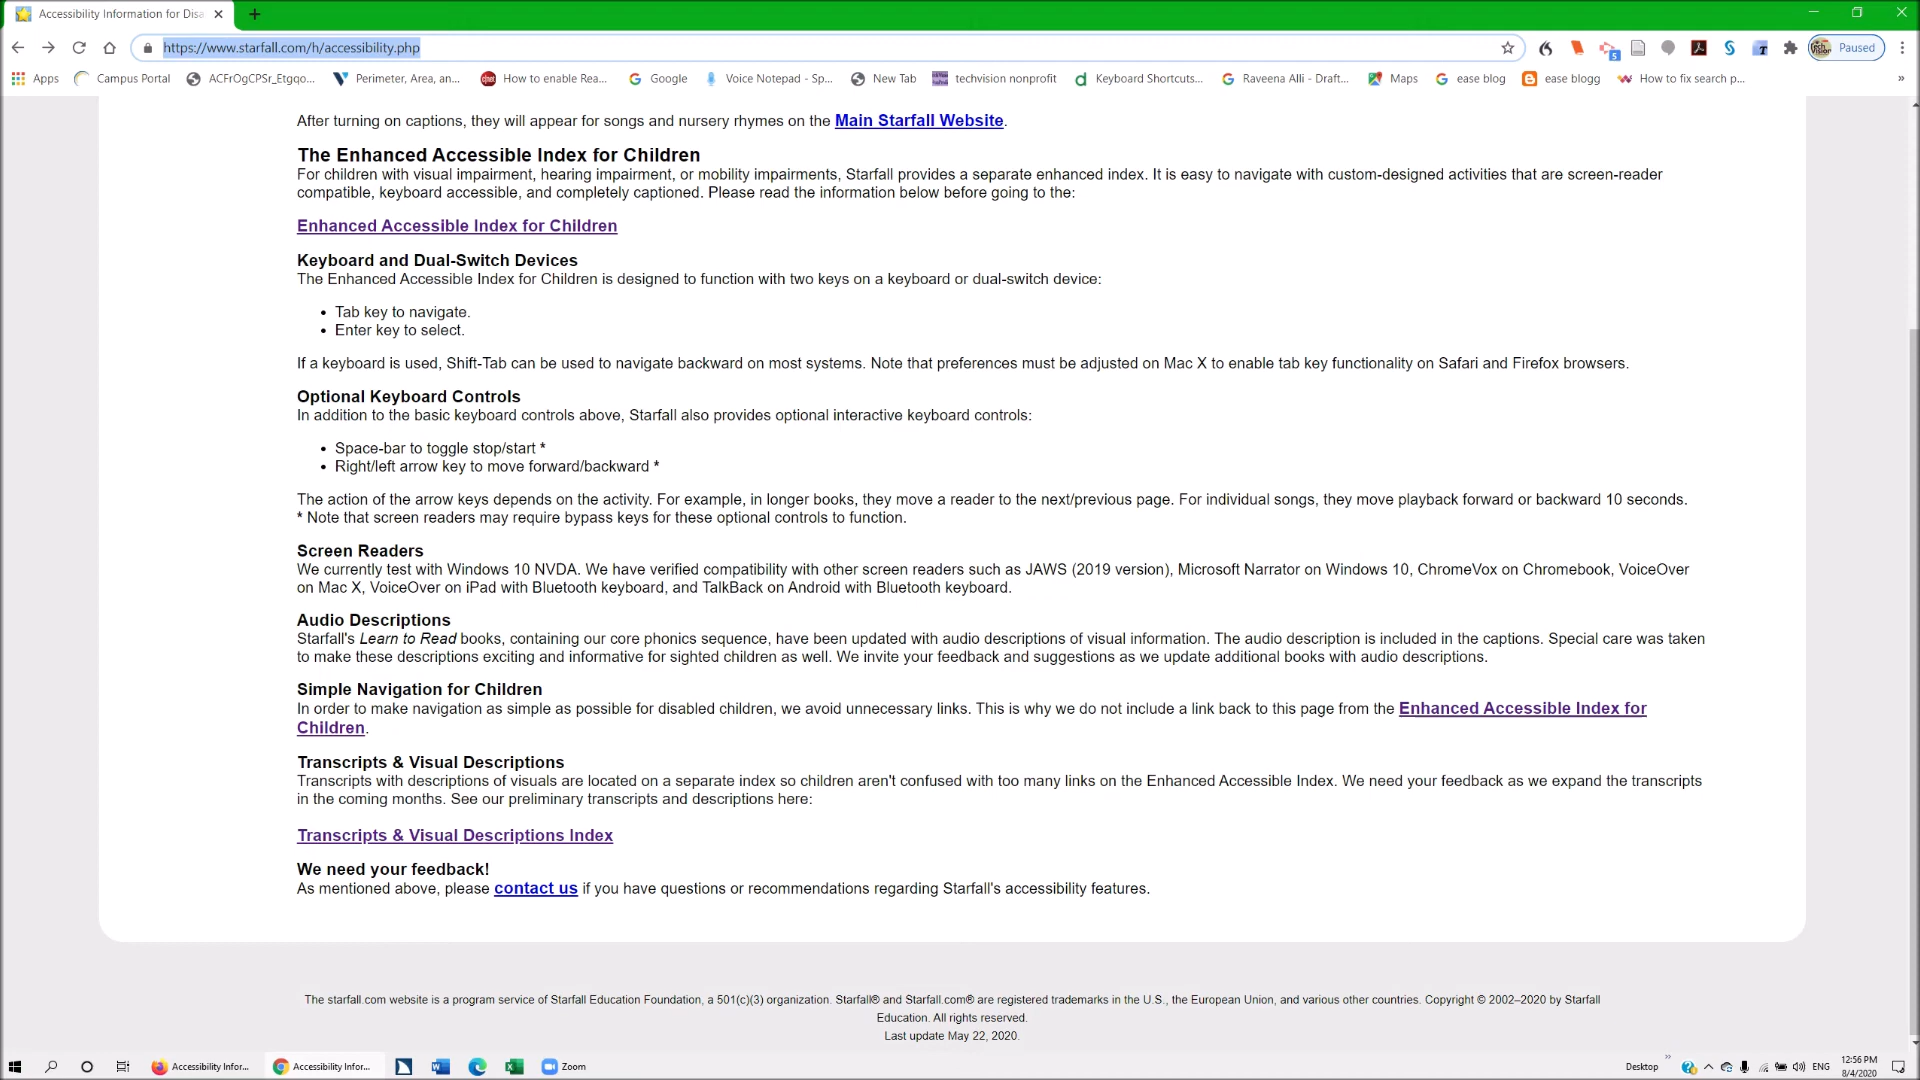 Accessibility Information for Disa
https://www.starfall.com/h/accessibility.php
Paused
Apps
Campus Portal
ACFrOgCPSr_Etgqo...
Perimeter, Area, an...
How to enable Rea...
Google
Voice Notepad - Sp...
New Tab
techvision nonprofit
Keyboard Shortcuts...
Raveena Alli - Draft...
Maps
ease blog
ease blogg
How to fix search p...
After turning on captions, they will appear for songs and nursery rhymes on the Main Starfall Website.
The Enhanced Accessible Index for Children
For children with visual impairment, hearing impairment, or mobility impairments, Starfall provides a separate enhanced index. It is easy to navigate with custom-designed activities that are screen-reader
compatible, keyboard accessible, and completely captioned. Please read the information below before going to the:
Enhanced Accessible Index for Children
Keyboard and Dual-Switch Devices
The Enhanced Accessible Index for Children is designed to function with two keys on a keyboard or dual-switch device:
• Tab key to navigate.
• Enter key to select.
If a keyboard is used, Shift-Tab can be used to navigate backward on most systems. Note that preferences must be adjusted on Mac X to enable tab key functionality on Safari and Firefox browsers.
Optional Keyboard Controls
In addition to the basic keyboard controls above, Starfall also provides optional interactive keyboard controls:
• Space-bar to toggle stop/start *
• Right/left arrow key to move forward/backward *
The action of the arrow keys depends on the activity. For example, in longer books, they move a reader to the next/previous page. For individual songs, they move playback forward or backward 10 seconds.
* Note that screen readers may require bypass keys for these optional controls to function.
Screen Readers
We currently test with Windows 10 NVDA. We have verified compatibility with other screen readers such as JAWS (2019 version), Microsoft Narrator on Windows 10, ChromeVox on Chromebook, VoiceOver
on Mac X, VoiceOver on iPad with Bluetooth keyboard, and TalkBack on Android with Bluetooth keyboard.
Audio Descriptions
Starfall's Learn to Read books, containing our core phonics sequence, have been updated with audio descriptions of visual information. The audio description is included in the captions. Special care was taken
to make these descriptions exciting and informative for sighted children as well. We invite your feedback and suggestions as we update additional books with audio descriptions.
Simple Navigation for Children
In order to make navigation as simple as possible for disabled children, we avoid unnecessary links. This is why we do not include a link back to this page from the Enhanced Accessible Index for
Children.
Transcripts & Visual Descriptions
Transcripts with descriptions of visuals are located on a separate index so children aren't confused with too many links on the Enhanced Accessible Index. We need your feedback as we expand the transcripts
in the coming months. See our preliminary transcripts and descriptions here:
Transcripts & Visual Descriptions Index
We need your feedback!
As mentioned above, please contact us if you have questions or recommendations regarding Starfall's accessibility features.
The starfall.com website is a program service of Starfall Education Foundation, a 501(c)(3) organization. Starfall® and Starfall.com® are registered trademarks in the U.S., the European Union, and various other countries. Copyright © 2002–2020 by Starfall
Education. All rights reserved.
Last update May 22, 2020.
Accessibility Infor...
Accessibility Infor...
Zoom
Desktop
ENG
12:56 PM
8/4/2020